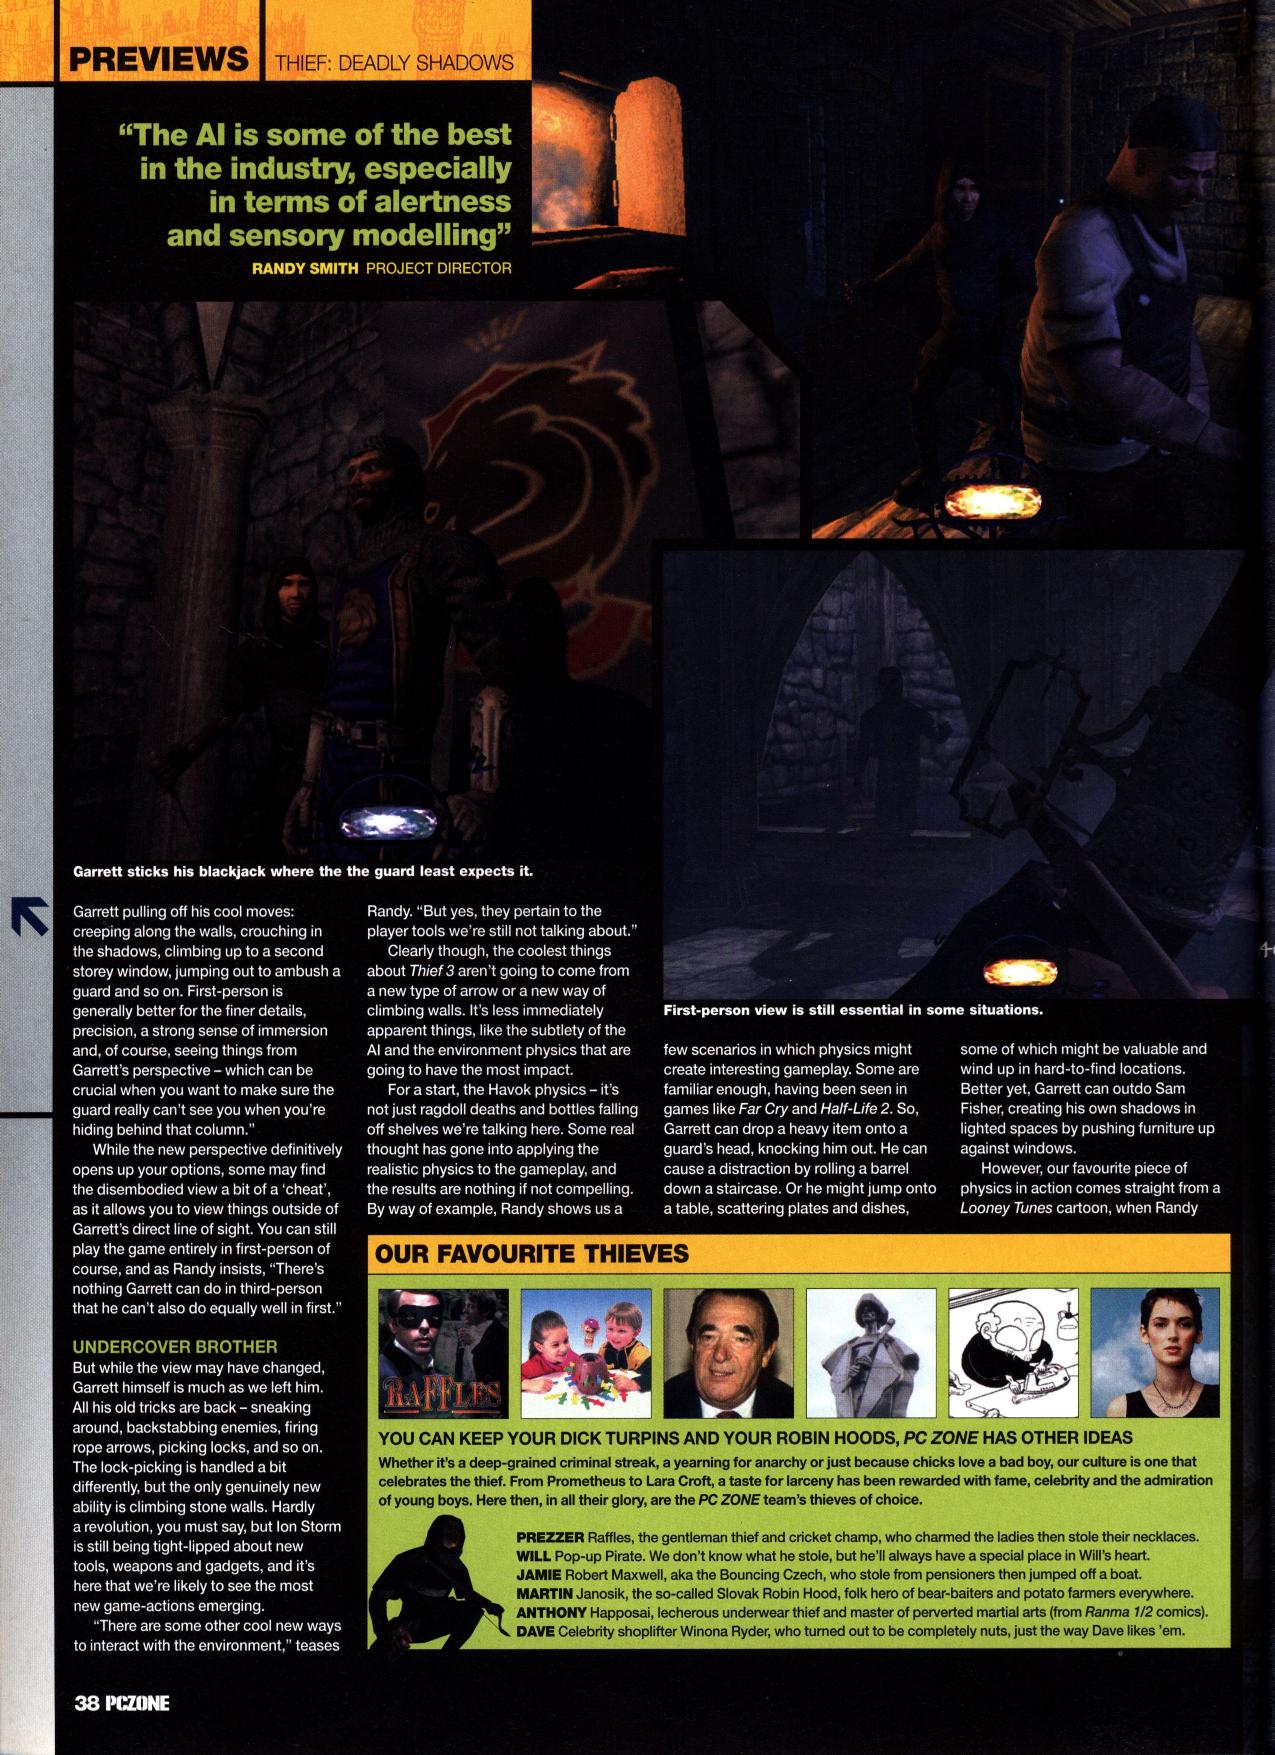 PREVIEWS
THIEF: DEADLY SHADOWS
“The AI is some of the best
in the industry, especially
in terms of alertness
and sensory modelling”
RANDY SMITH PROJECT DIRECTOR
Garrett sticks his blackjack where the the guard least expects it.
First-person view is still essential in some situations.
Garrett pulling off his cool moves:
creeping along the walls, crouching in
the shadows, climbing up to a second
storey window, jumping out to ambush a
guard and so on. First-person is
generally better for the finer details,
precision, a strong sense of immersion
and, of course, seeing things from
Garrett’s perspective – which can be
crucial when you want to make sure the
guard really can’t see you when you’re
hiding behind that column.”
While the new perspective definitively
opens up your options, some may find
the disembodied view a bit of a ‘cheat’,
as it allows you to view things outside of
Garrett’s direct line of sight. You can still
play the game entirely in first-person of
course, and as Randy insists, “There’s
nothing Garrett can do in third-person
that he can’t also do equally well in first.”
UNDERCOVER BROTHER
But while the view may have changed,
Garrett himself is much as we left him.
All his old tricks are back – sneaking
around, backstabbing enemies, firing
rope arrows, picking locks, and so on.
The lock-picking is handled a bit
differently, but the only genuinely new
ability is climbing stone walls. Hardly
a revolution, you must say, but Ion Storm
is still being tight-lipped about new
tools, weapons and gadgets, and it’s
here that we’re likely to see the most
new game-actions emerging.
“There are some other cool new ways
to interact with the environment,” teases
Randy. “But yes, they pertain to the
player tools we’re still not talking about.”
Clearly though, the coolest things
about Thief 3 aren’t going to come from
a new type of arrow or a new way of
climbing walls. It’s less immediately
apparent things, like the subtlety of the
AI and the environment physics that are
going to have the most impact.
For a start, the Havok physics – it’s
not just ragdoll deaths and bottles falling
off shelves we’re talking here. Some real
thought has gone into applying the
realistic physics to the gameplay, and
the results are nothing if not compelling.
By way of example, Randy shows us a
few scenarios in which physics might
create interesting gameplay. Some are
familiar enough, having been seen in
games like Far Cry and Half-Life 2. So,
Garrett can drop a heavy item onto a
guard’s head, knocking him out. He can
cause a distraction by rolling a barrel
down a staircase. Or he might jump onto
a table, scattering plates and dishes,
some of which might be valuable and
wind up in hard-to-find locations.
Better yet, Garrett can outdo Sam
Fisher, creating his own shadows in
lighted spaces by pushing furniture up
against windows.
However, our favourite piece of
physics in action comes straight from a
Looney Tunes cartoon, when Randy
OUR FAVOURITE THIEVES
RAFFLES
YOU CAN KEEP YOUR DICK TURPINS AND YOUR ROBIN HOODS, PC ZONE HAS OTHER IDEAS
Whether it’s a deep-grained criminal streak, a yearning for anarchy or just because chicks love a bad boy, our culture is one that
celebrates the thief. From Prometheus to Lara Croft, a taste for larceny has been rewarded with fame, celebrity and the admiration
of young boys. Here then, in all their glory, are the PC ZONE team’s thieves of choice.
PREZZER Raffles, the gentleman thief and cricket champ, who charmed the ladies then stole their necklaces.
WILL Pop-up Pirate. We don’t know what he stole, but he’ll always have a special place in Will’s heart.
JAMIE Robert Maxwell, aka the Bouncing Czech, who stole from pensioners then jumped off a boat.
MARTIN Janosik, the so-called Slovak Robin Hood, folk hero of bear-baiters and potato farmers everywhere.
ANTHONY Happosai, lecherous underwear thief and master of perverted martial arts (from Ranma 1/2 comics).
DAVE Celebrity shoplifter Winona Ryder, who turned out to be completely nuts, just the way Dave likes ’em.
38 PCZONE